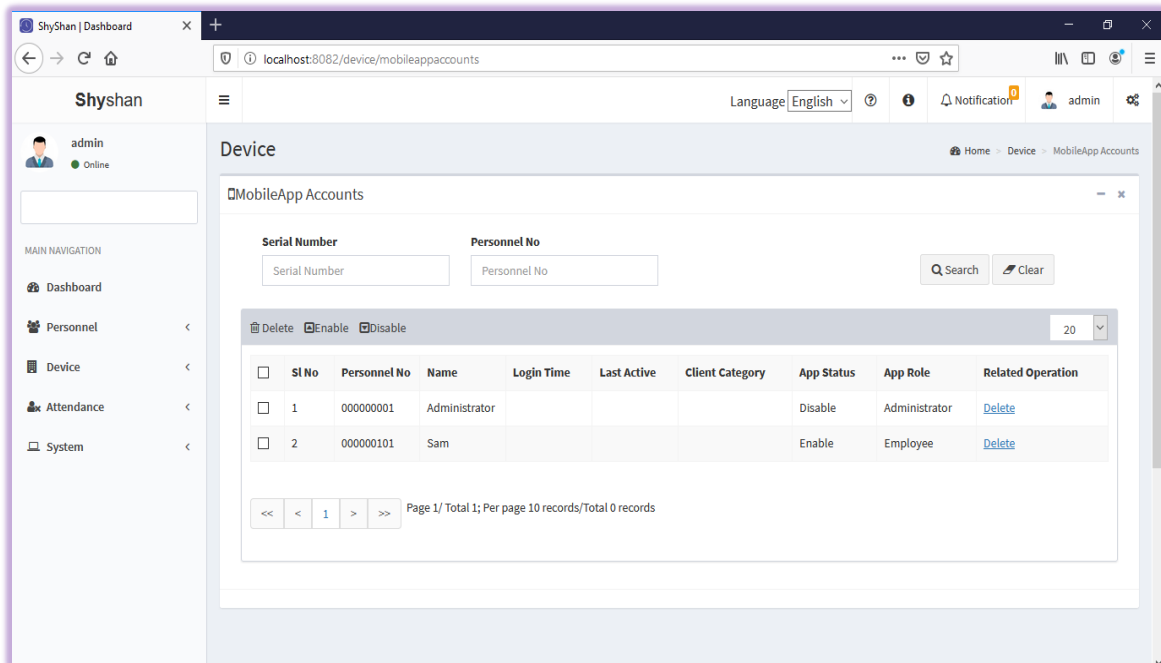 ShyShan | Dashboard
localhost:8082/device/mobileappaccounts
Shyshan
Language English
Notification 0
admin
admin
Online
Device
Home > Device > MobileApp Accounts
MobileApp Accounts
MAIN NAVIGATION
Dashboard
Personnel
Device
Attendance
System
Serial Number Personnel No
Serial Number Personnel No Search Clear
Delete Enable Disable 20
Sl No Personnel No Name Login Time Last Active Client Category App Status App Role Related Operation
1 000000001 Administrator Disable Administrator Delete
2 000000101 Sam Enable Employee Delete
<< < 1 > >> Page 1/ Total 1; Per page 10 records/Total 0 records